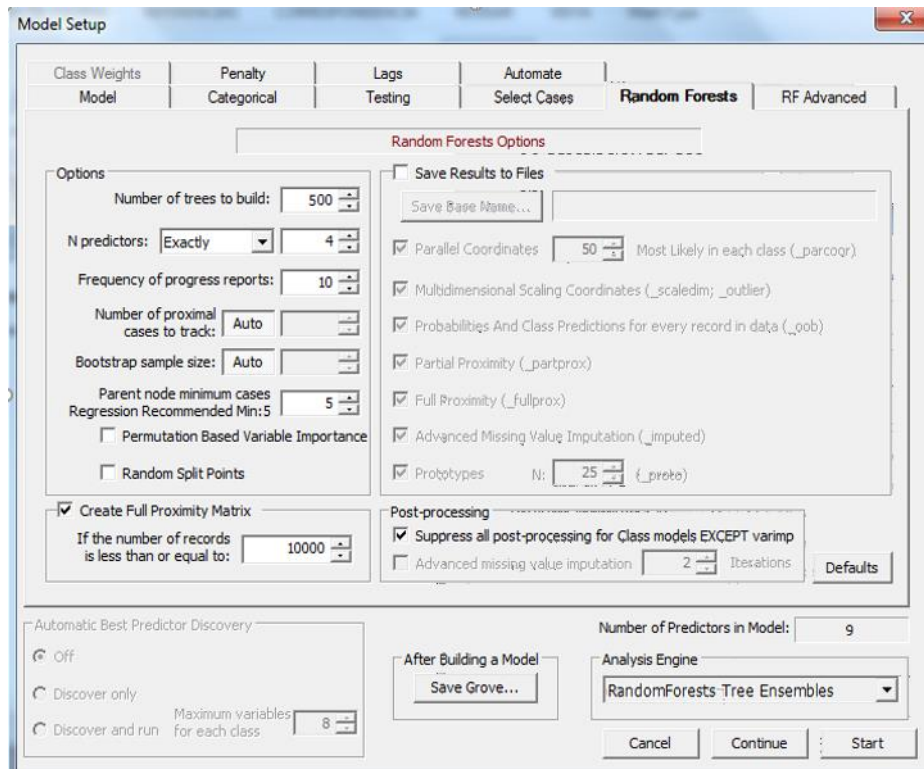 Model Setup
Class Weights
Penalty
Lags
Automate
Model
Categorical
Testing
Select Cases
Random Forests
RF Advanced
Random Forests Options
Options
Number of trees to build: 500
N predictors: Exactly 4
Frequency of progress reports: 10
Number of proximal
cases to track: Auto
Bootstrap sample size: Auto
Parent node minimum cases
Regression Recommended Min:5 5
Permutation Based Variable Importance
Random Split Points
Create Full Proximity Matrix
If the number of records
is less than or equal to: 10000
Save Results to Files
Save Base Name...
Parallel Coordinates 50 Most Likely in each class (_parcoor)
Multidimensional Scaling Coordinates (_scaledim; _outlier)
Probabilities And Class Predictions for every record in data (_oob)
Partial Proximity (_partprox)
Full Proximity (_fullprox)
Advanced Missing Value Imputation (_imputed)
Prototypes N: 25 (_proto)
Post-processing
Suppress all post-processing for Class models EXCEPT varimp
Advanced missing value imputation 2 Iterations
Defaults
Automatic Best Predictor Discovery
Off
Discover only
Discover and run
Maximum variables
for each class 8
After Building a Model
Save Grove...
Number of Predictors in Model: 9
Analysis Engine
RandomForests Tree Ensembles
Cancel
Continue
Start